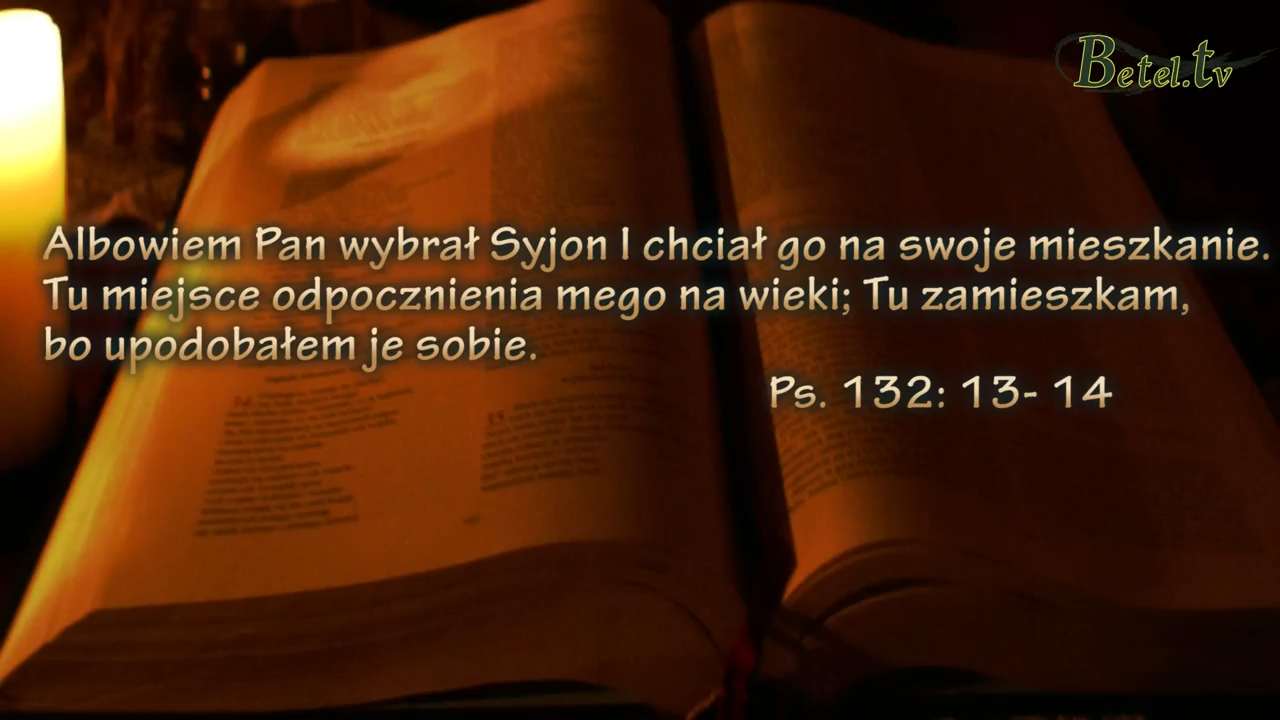 Betel.tv
Albowiem Pan wybrał Syjon I chciał go na swoje mieszkanie.
Tu miejsce odpocznienia mego na wieki; Tu zamieszkam,
bo upodobałem je sobie.
Ps. 132: 13- 14